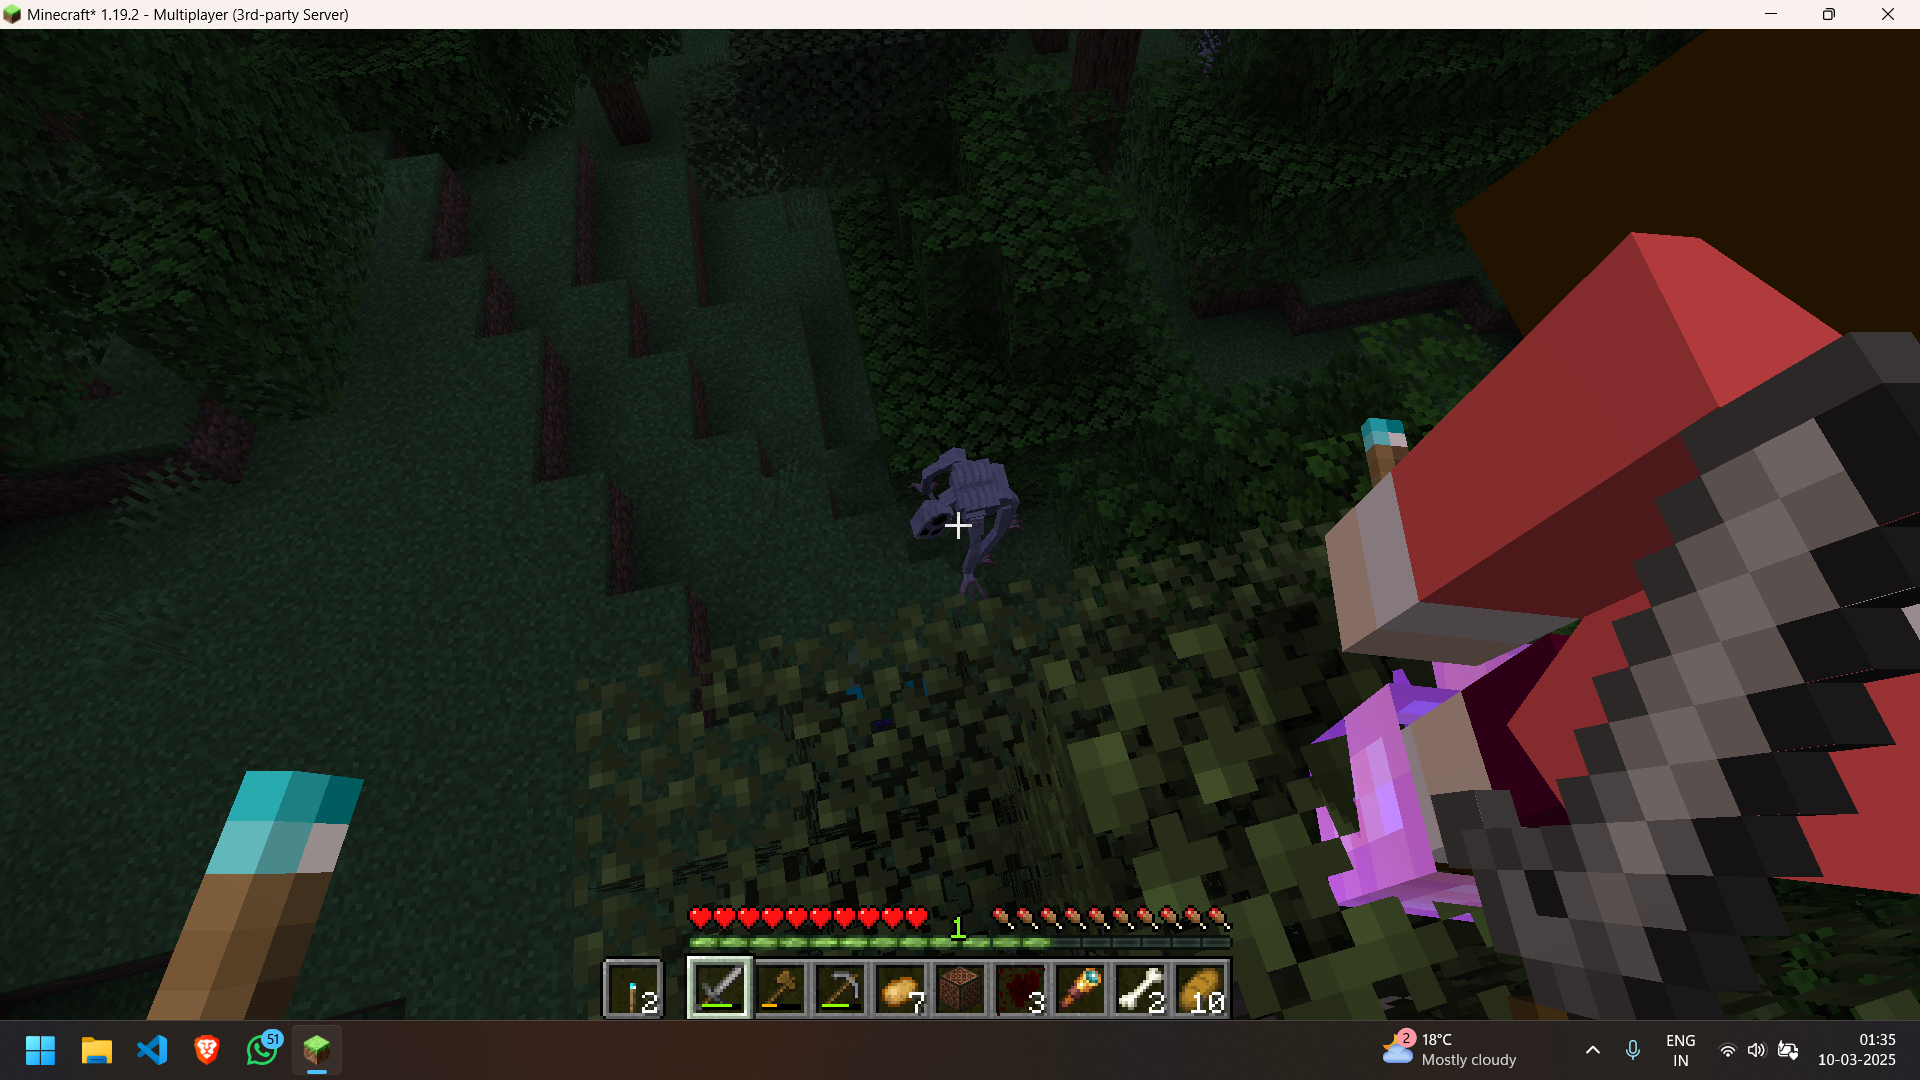 Minecraft* 1.19.2 - Multiplayer (3rd-party Server)
1
2
7
3
2
10
51
2
18°C
Mostly cloudy
ENG
IN
01:35
10-03-2025